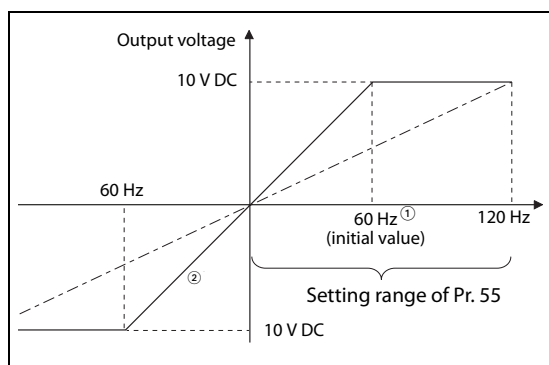 Output voltage
10 V DC
60 Hz
60 Hz ①
120 Hz
(initial value)
②
Setting range of Pr. 55
10 V DC